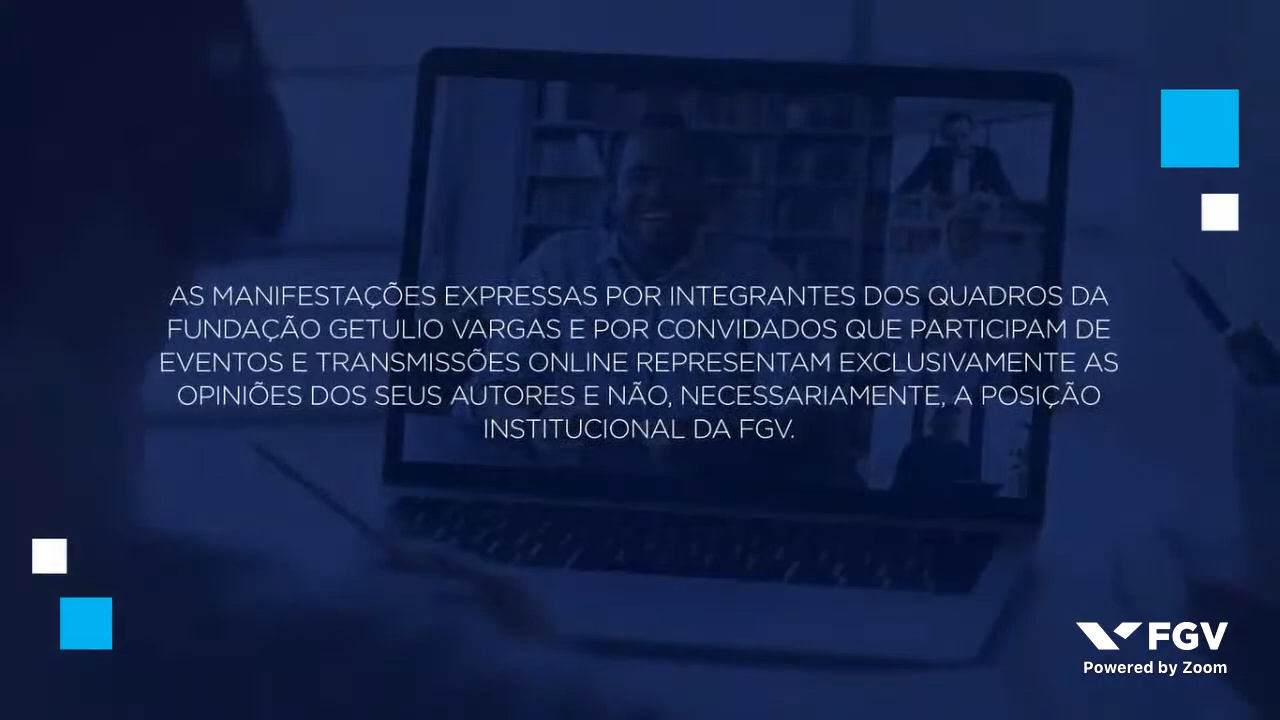 AS MANIFESTAÇÕES EXPRESSAS POR INTEGRANTES DOS QUADROS DA
FUNDAÇÃO GETULIO VARGAS E POR CONVIDADOS QUE PARTICIPAM DE
EVENTOS E TRANSMISSÕES ONLINE REPRESENTAM EXCLUSIVAMENTE AS
OPINIÕES DOS SEUS AUTORES E NÃO, NECESSARIAMENTE, A POSIÇÃO
INSTITUCIONAL DA FGV.
FGV
Powered by Zoom